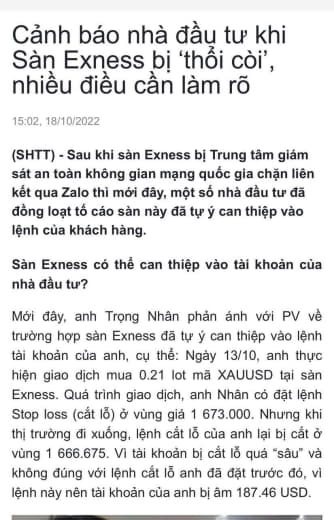 Cảnh báo nhà đầu tư khi
Sàn Exness bị ‘thổi còi’,
nhiều điều cần làm rõ
15:02, 18/10/2022
(SHTT) - Sau khi sàn Exness bị Trung tâm giám
sát an toàn không gian mạng quốc gia chặn liên
kết qua Zalo thì mới đây, một số nhà đầu tư đã
đồng loạt tố cáo sàn này đã tự ý can thiệp vào
lệnh của khách hàng.
Sàn Exness có thể can thiệp vào tài khoản của
nhà đầu tư?
Mới đây, anh Trọng Nhân phản ánh với PV về
trường hợp sàn Exness đã tự ý can thiệp vào lệnh
tài khoản của anh, cụ thể: Ngày 13/10, anh thực
hiện giao dịch mua 0.21 lot mã XAUUSD tại sàn
Exness. Quá trình giao dịch, anh Nhân có đặt lệnh
Stop loss (cắt lỗ) ở vùng giá 1 673.000. Nhưng khi
thị trường đi xuống, lệnh cắt lỗ của anh lại bị cắt ở
vùng 1 666.675. Vì tài khoản bị cắt lỗ quá “sâu” và
không đúng với lệnh cắt lỗ anh đã đặt trước đó, vì
lệnh này nên tài khoản của anh bị âm 187.46 USD.